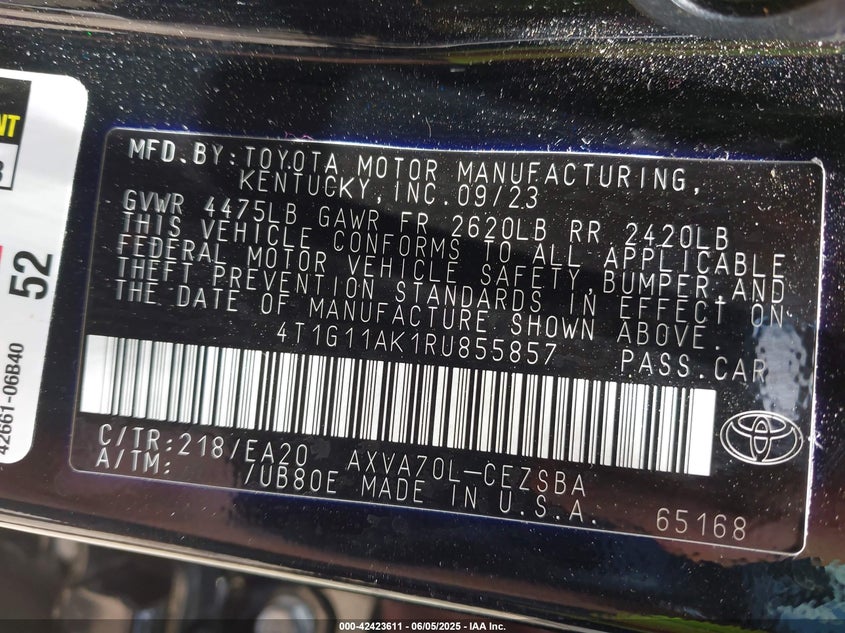 NT
3
52
42661-06B40
MFD.BY:TOYOTA MOTOR MANUFACTURING,
KENTUCKY,INC.09/23
GVWR 4475LB GAWR FR 2620LB RR 2420LB
THIS VEHICLE CONFORMS TO ALL APPLICABLE
FEDERAL MOTOR VEHICLE SAFETY,BUMPER,AND
THEFT PREVENTION STANDARDS IN EFFECT ON
THE DATE OF MANUFACTURE SHOWN ABOVE.
4T1G11AK1RU855857 PASS.CAR
C/TR:218/EA20 AXVA70L-CEZSBA
A/TM: /UB80E MADE IN U.S.A.
65168
000-42423611 - 06/05/2025 - IAA Inc.